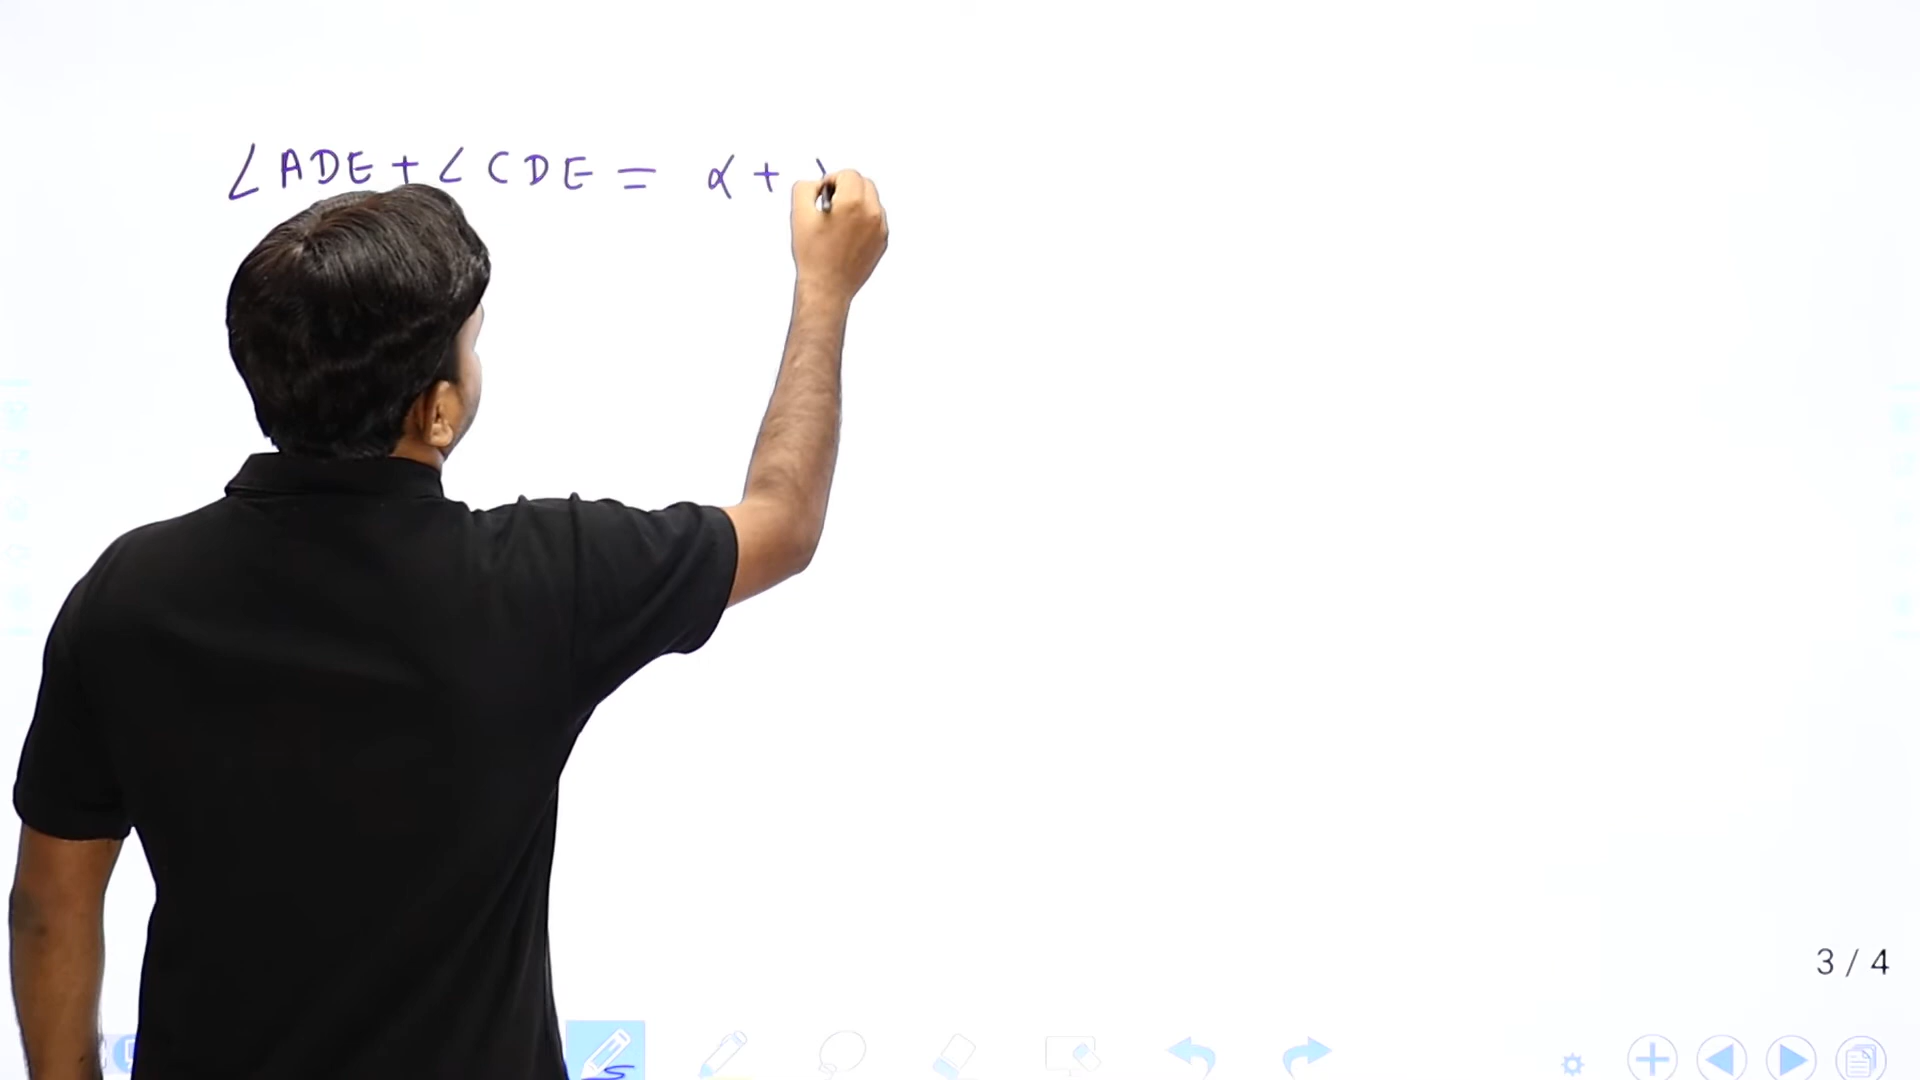 ∠ADE + ∠CDE = α +
3 / 4